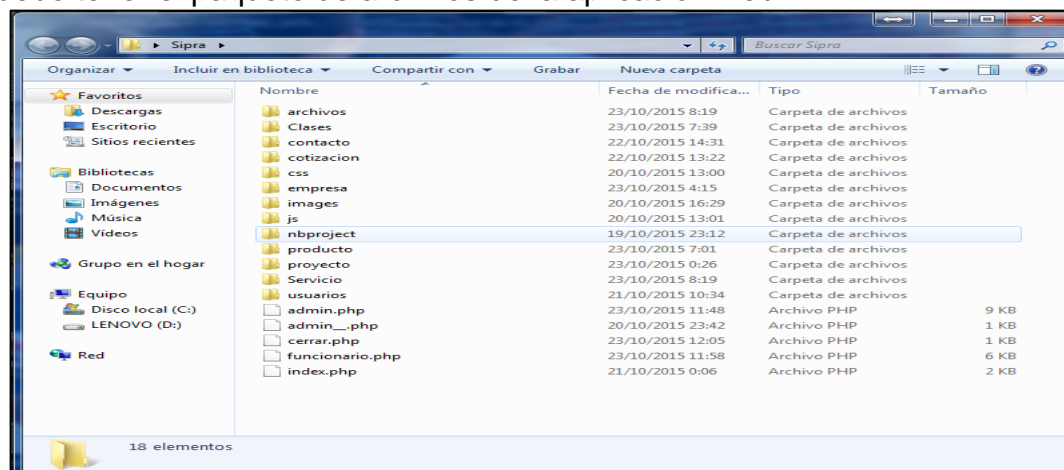 Sipra
Buscar Sipra
Organizar Incluir en biblioteca Compartir con Grabar Nueva carpeta
Favoritos
Descargas
Escritorio
Sitios recientes
Bibliotecas
Documentos
Imágenes
Música
Vídeos
Grupo en el hogar
Equipo
Disco local (C:)
LENOVO (D:)
Red
Nombre Fecha de modifica... Tipo Tamaño
archivos 23/10/2015 8:19 Carpeta de archivos
Clases 23/10/2015 7:39 Carpeta de archivos
contacto 22/10/2015 14:31 Carpeta de archivos
cotizacion 22/10/2015 13:22 Carpeta de archivos
css 20/10/2015 13:00 Carpeta de archivos
empresa 23/10/2015 4:15 Carpeta de archivos
images 20/10/2015 16:29 Carpeta de archivos
js 20/10/2015 13:01 Carpeta de archivos
nbproject 19/10/2015 23:12 Carpeta de archivos
producto 23/10/2015 7:01 Carpeta de archivos
proyecto 23/10/2015 0:26 Carpeta de archivos
Servicio 23/10/2015 8:19 Carpeta de archivos
usuarios 21/10/2015 10:34 Carpeta de archivos
admin.php 23/10/2015 11:48 Archivo PHP 9 KB
admin__.php 20/10/2015 23:42 Archivo PHP 1 KB
cerrar.php 23/10/2015 12:05 Archivo PHP 1 KB
funcionario.php 23/10/2015 11:58 Archivo PHP 6 KB
index.php 21/10/2015 0:06 Archivo PHP 2 KB
18 elementos